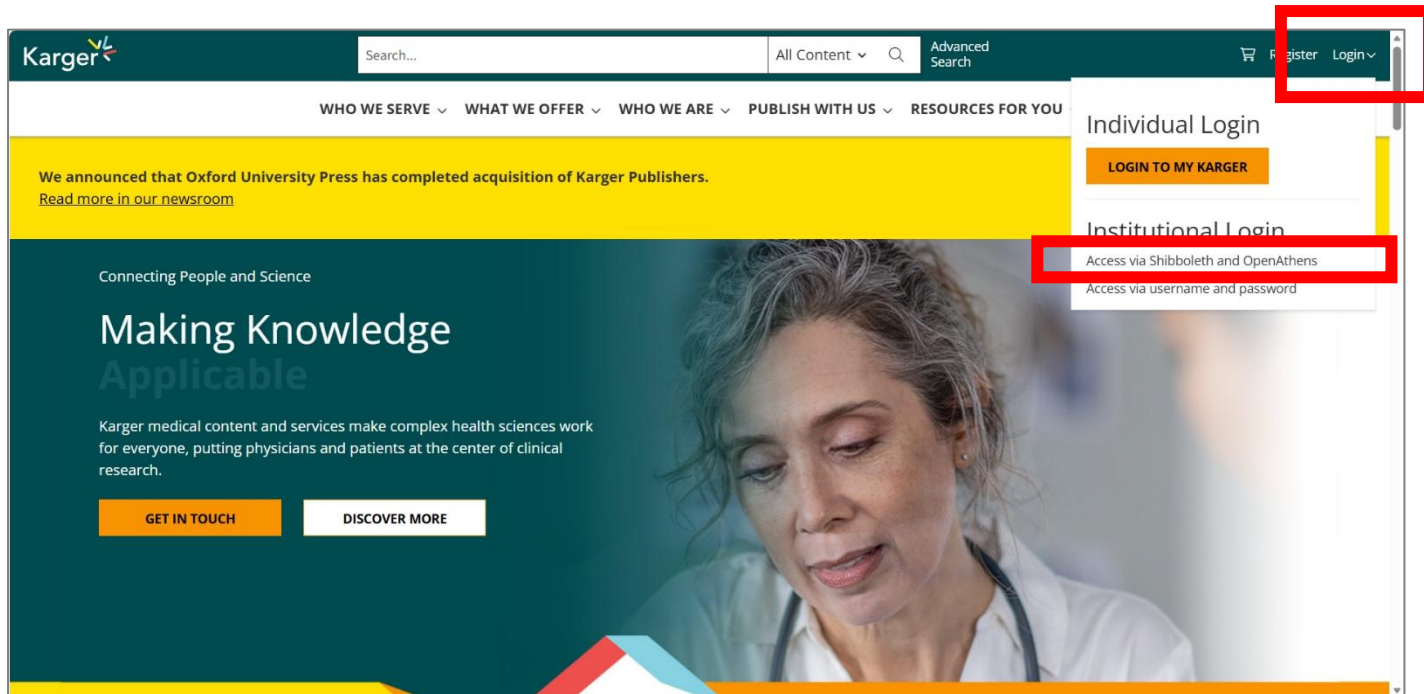 Karger
Search...
All Content
Advanced
Search
Register
Login
WHO WE SERVE
WHAT WE OFFER
WHO WE ARE
PUBLISH WITH US
RESOURCES FOR YOU
Individual Login
LOGIN TO MY KARGER
Institutional Login
Access via Shibboleth and OpenAthens
Access via username and password
We announced that Oxford University Press has completed acquisition of Karger Publishers.
Read more in our newsroom
Connecting People and Science
Making Knowledge
Applicable
Karger medical content and services make complex health sciences work
for everyone, putting physicians and patients at the center of clinical
research.
GET IN TOUCH
DISCOVER MORE